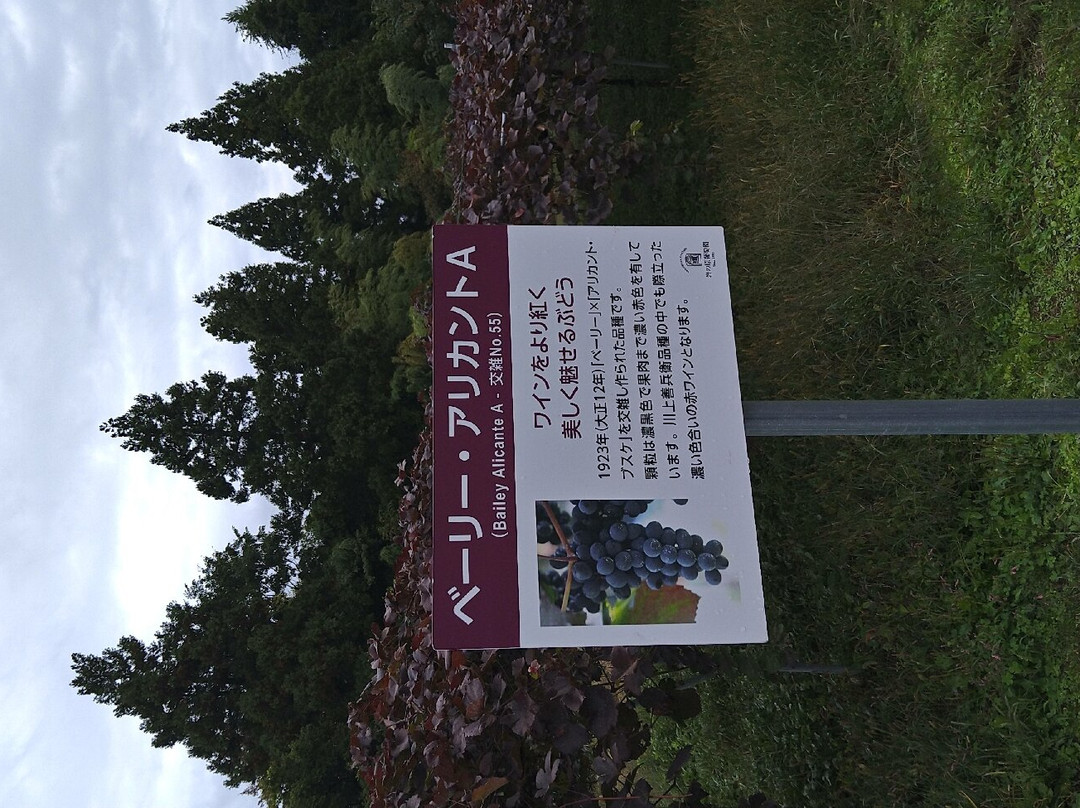 ベーリー・アリカントA
(Bailey Alicante A - 交雑No.55)
ワインをより紅く
美しく魅せるぶどう
1923年(大正12年)「ベーリー」×「アリカント・
ブスケ」を交雑し作られた品種です。
顆粒は濃黒色で果肉まで濃い赤色を有して
います。川上善兵衛品種の中でも際立った
濃い色合いの赤ワインとなります。
岩の原葡萄園